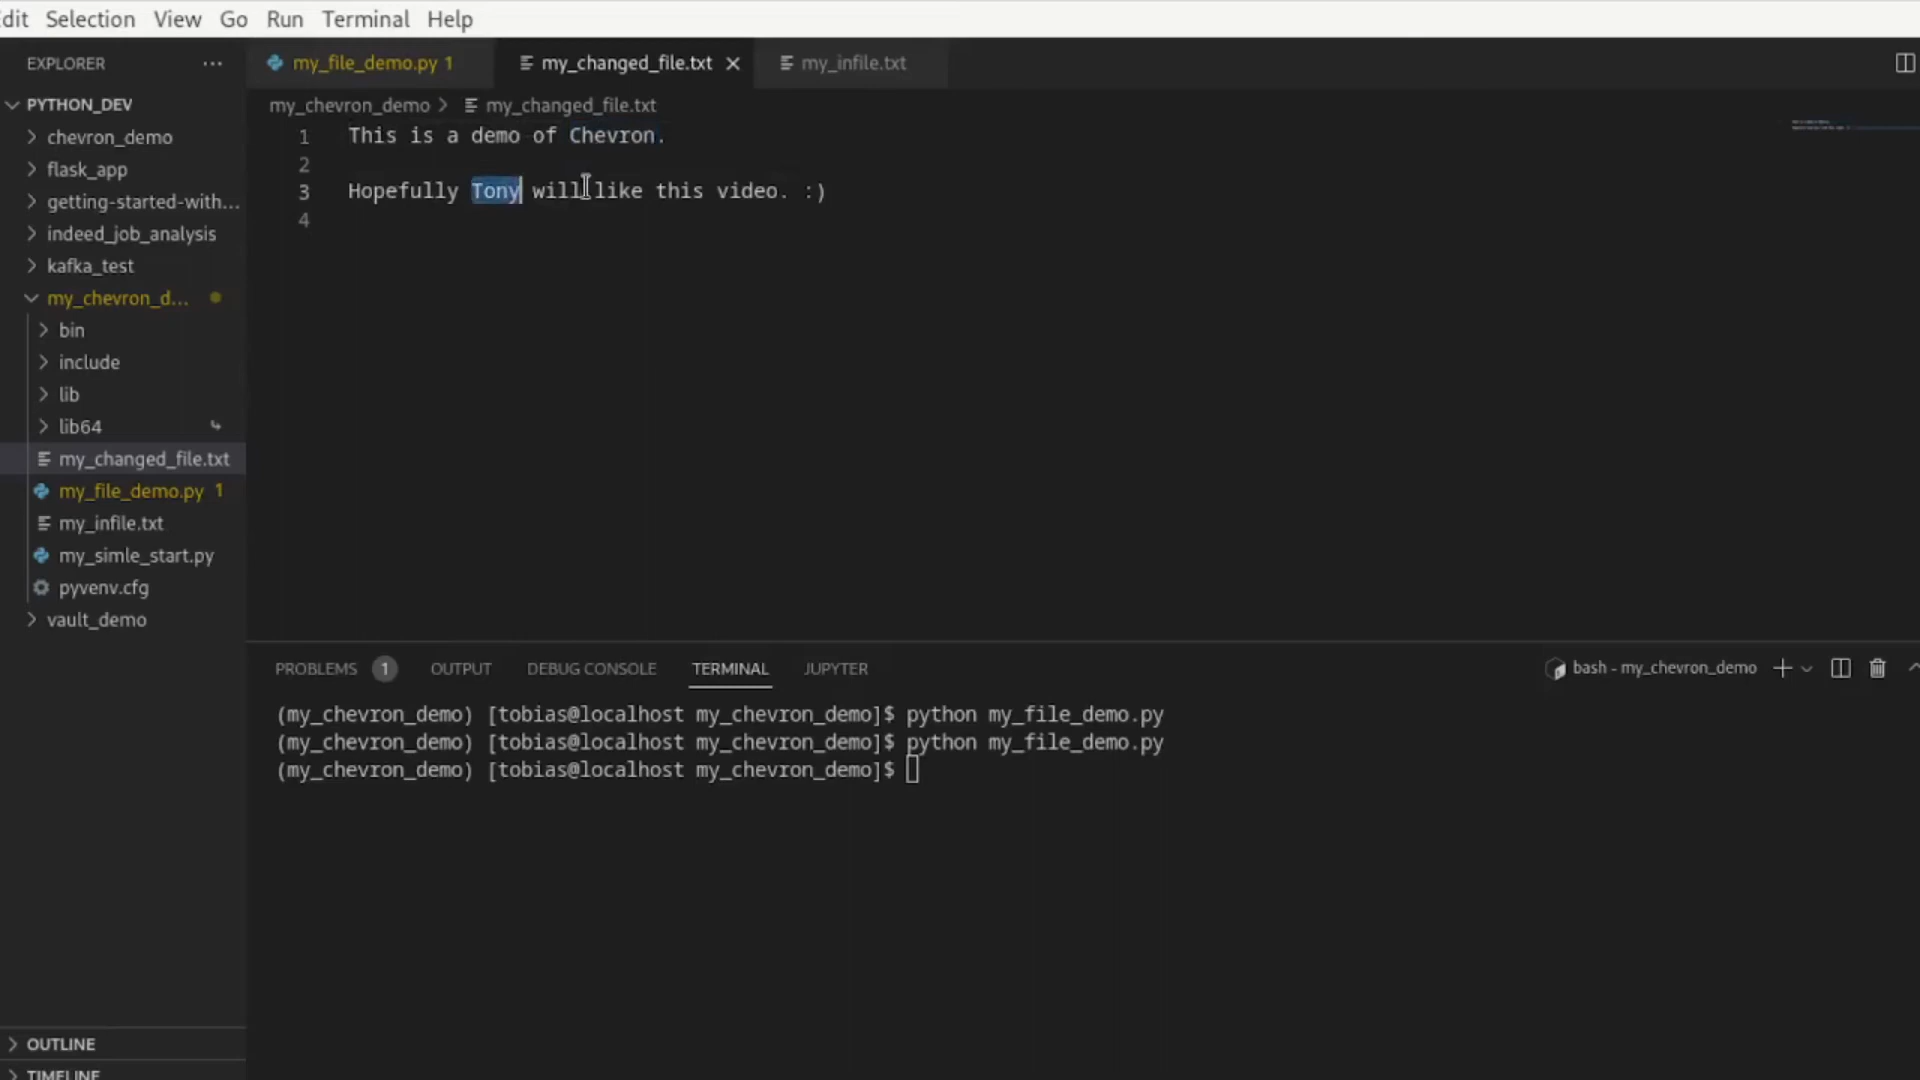 dit Selection View Go Run Terminal Help
EXPLORER ···
PYTHON_DEV
chevron_demo
flask_app
getting-started-with...
indeed_job_analysis
kafka_test
my_chevron_d...
bin
include
lib
lib64
my_changed_file.txt
my_file_demo.py 1
my_infile.txt
my_simle_start.py
pyvenv.cfg
vault_demo
OUTLINE
TIMELINE
my_file_demo.py 1 my_changed_file.txt my_infile.txt
my_chevron_demo > my_changed_file.txt
1 This is a demo of Chevron.
2
3 Hopefully Tony will like this video. :)
4
PROBLEMS 1 OUTPUT DEBUG CONSOLE TERMINAL JUPYTER bash - my_chevron_demo
(my_chevron_demo) [tobias@localhost my_chevron_demo]$ python my_file_demo.py
(my_chevron_demo) [tobias@localhost my_chevron_demo]$ python my_file_demo.py
(my_chevron_demo) [tobias@localhost my_chevron_demo]$